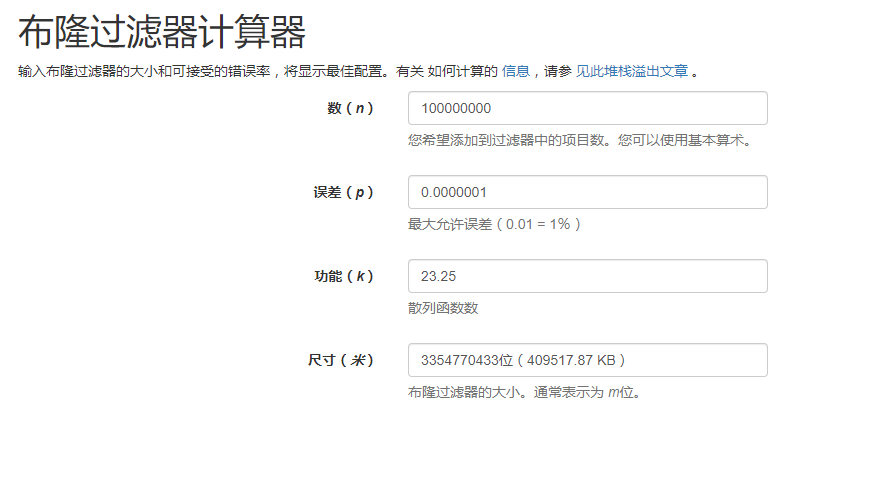 布隆过滤器计算器
输入布隆过滤器的大小和可接受的错误率，将显示最佳配置。有关 如何计算的 信息，请参 见此堆栈溢出文章 。
数（n）
100000000
您希望添加到过滤器中的项目数。您可以使用基本算术。
误差（p）
0.0000001
最大允许误差（0.01 = 1％）
功能（k）
23.25
散列函数数
尺寸（米）
3354770433位（409517.87 KB）
布隆过滤器的大小。通常表示为 m位。